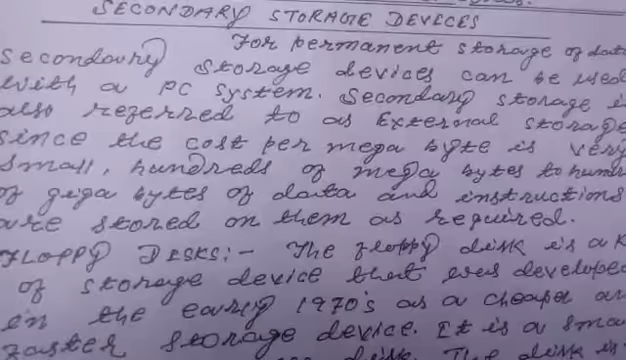 SECONDARY STORAGE DEVICES
For permanent storage of data
secondary storage devices can be used
with a PC system. Secondary storage is
also referred to as External storage
since the cost per mega byte is very
small, hundreds of mega bytes to
of giga bytes of data and instructions
are stored on them as required.
FLOPPY DISKS:- The floppy disk is a
of storage device that was developed
in the early 1970's as a cheaper
faster storage device. It is a
disk. The disk is